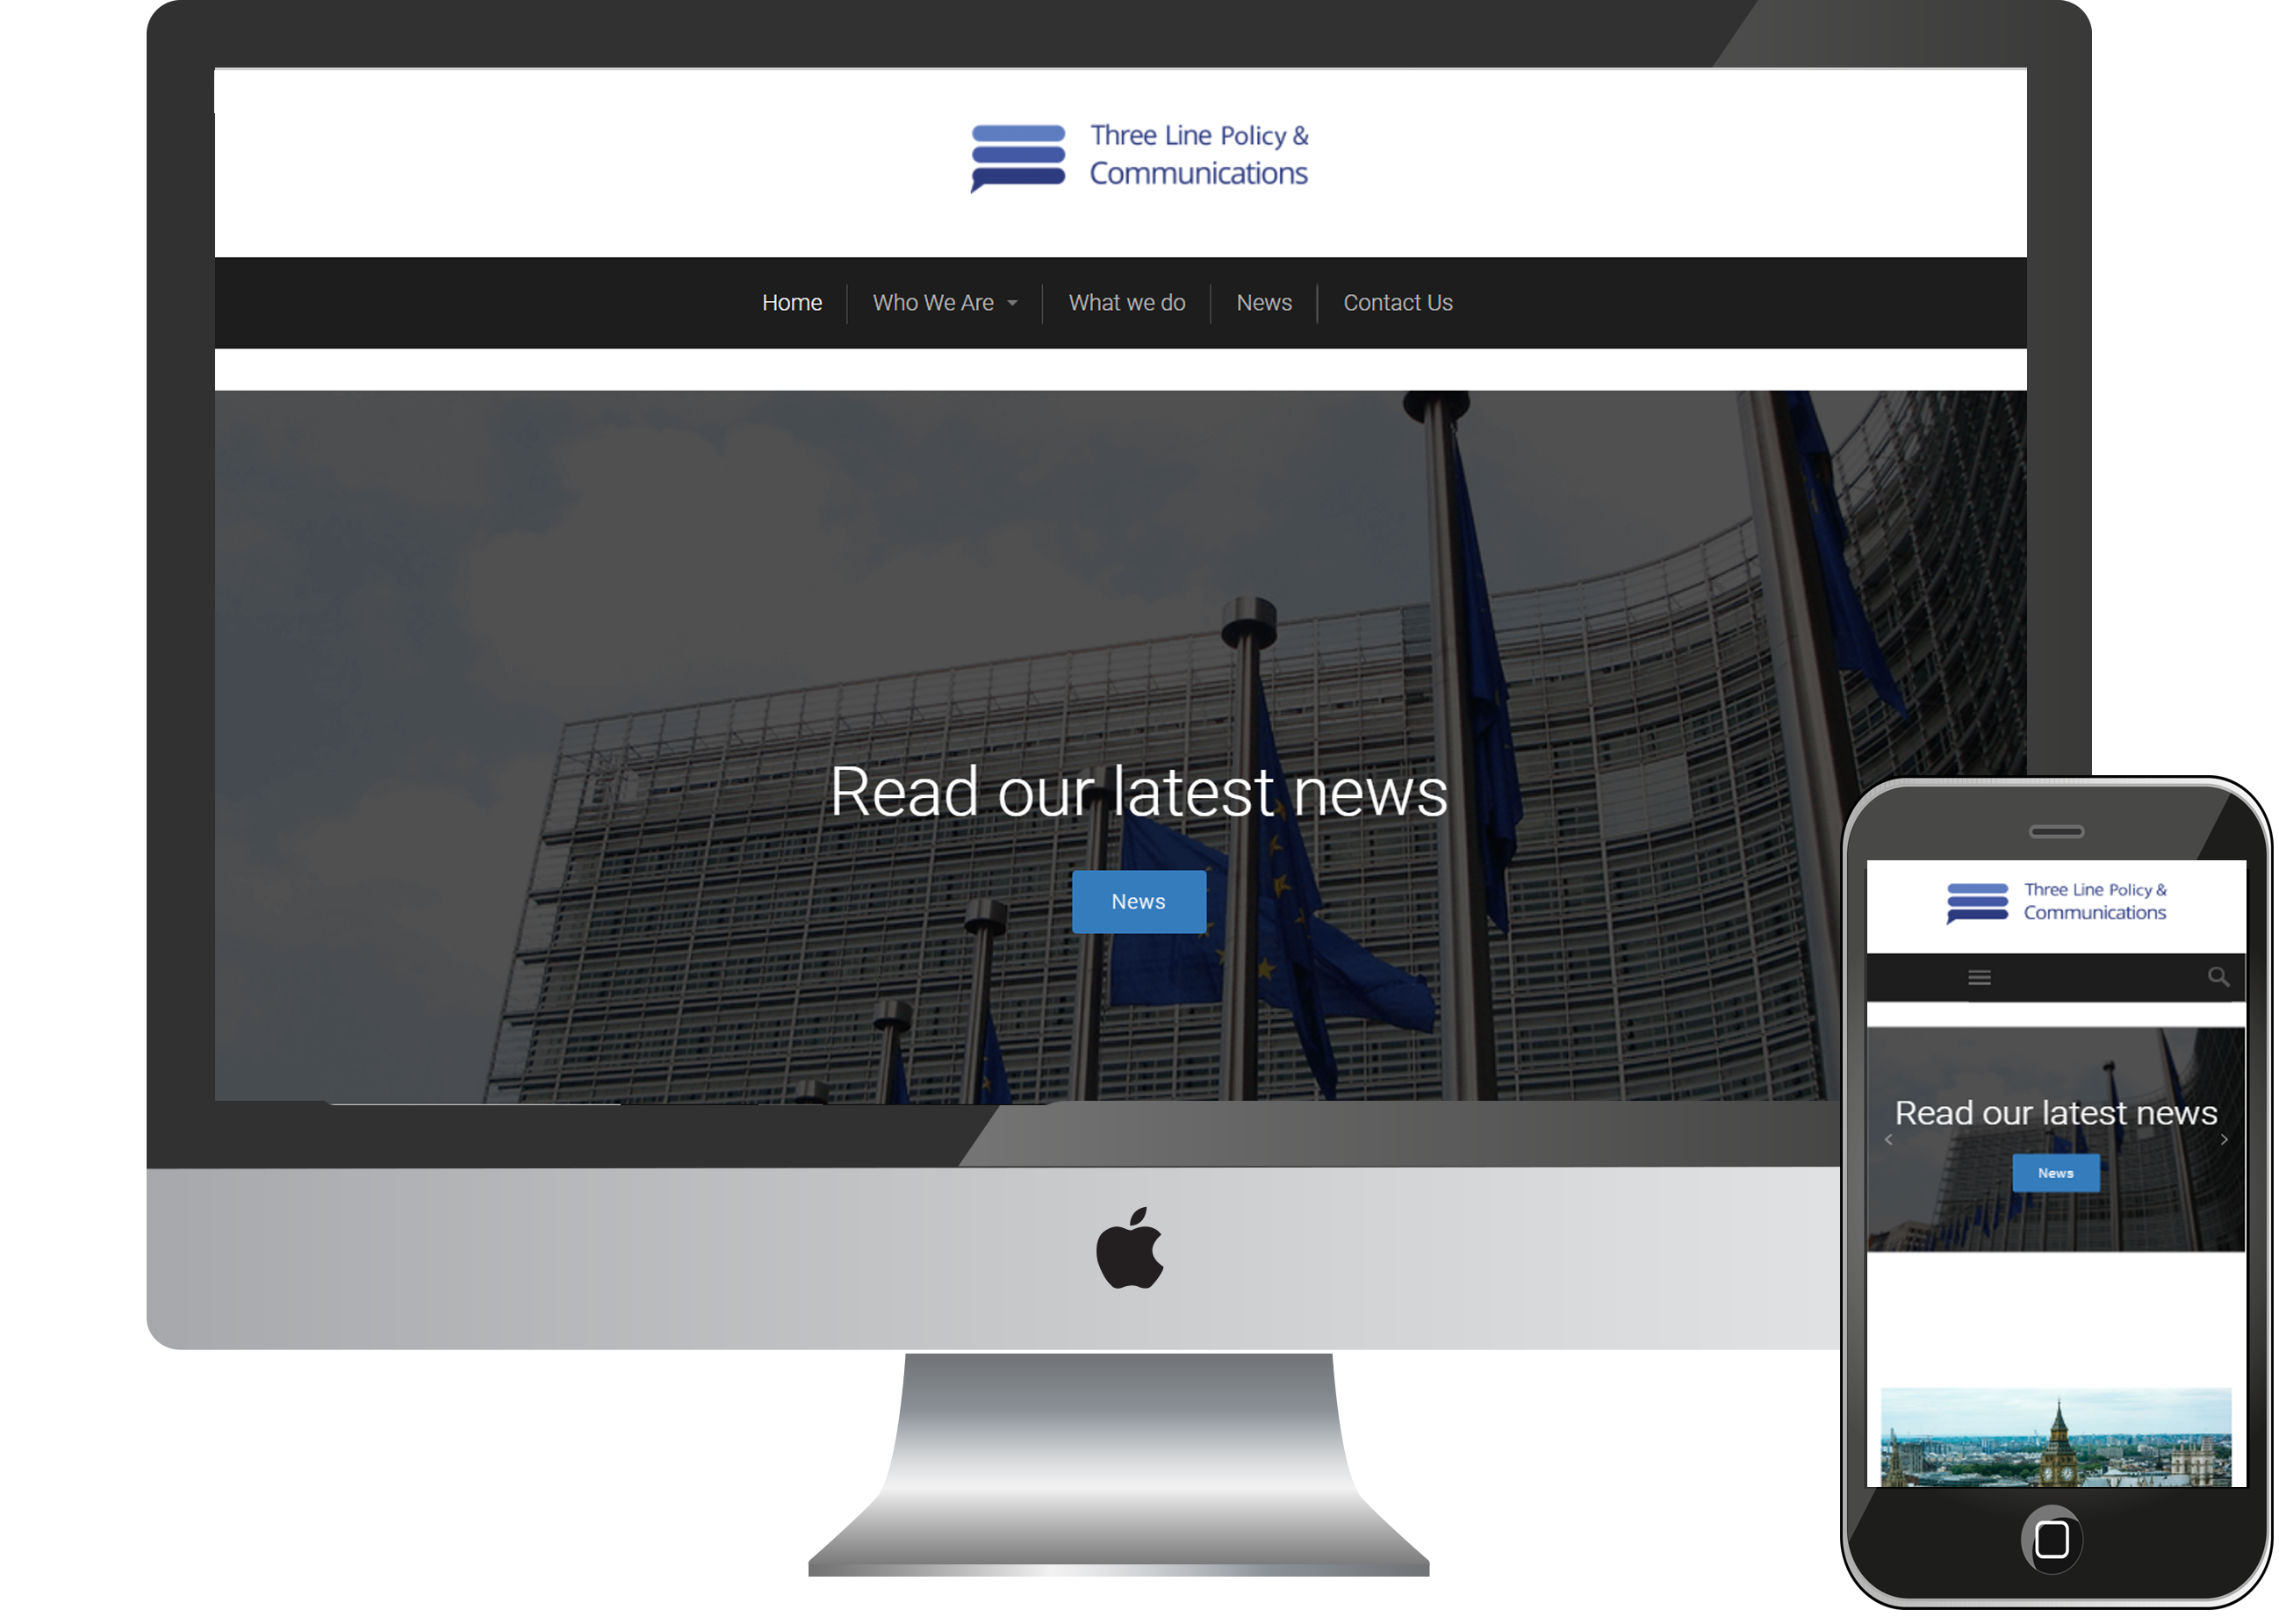 Three Line Policy &
Communications
Home
Who We Are
What we do
News
Contact Us
Read our latest news
News
Three Line Policy &
Communications
Read our latest news
News